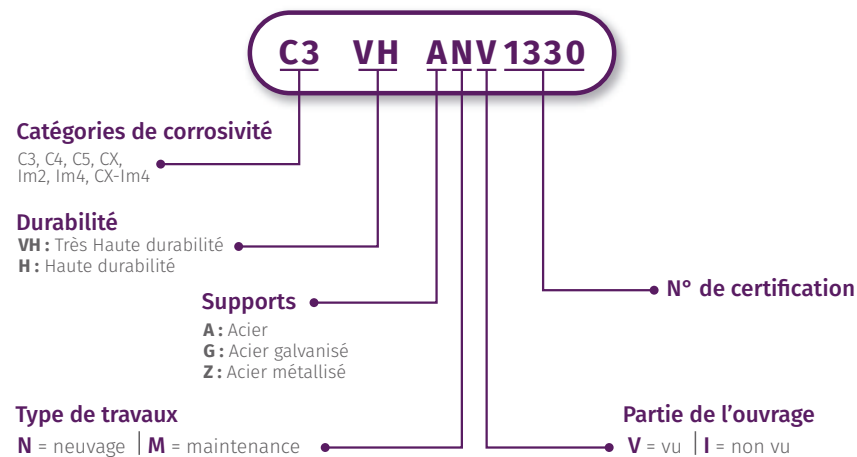 C3 VH ANV 1330
Catégories de corrosivité
C3, C4, C5, CX,
Im2, Im4, CX-Im4
Durabilité
VH : Très Haute durabilité
H : Haute durabilité
Supports
A : Acier
G : Acier galvanisé
Z : Acier métallisé
N° de certification
Type de travaux
N = neuvage | M = maintenance
Partie de l’ouvrage
V = vu | I = non vu